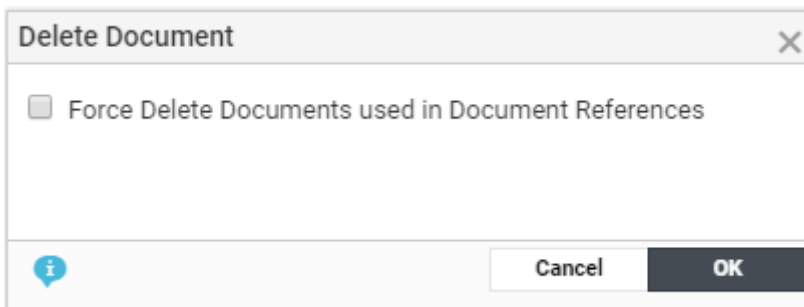 Delete Document
Force Delete Documents used in Document References
Cancel OK